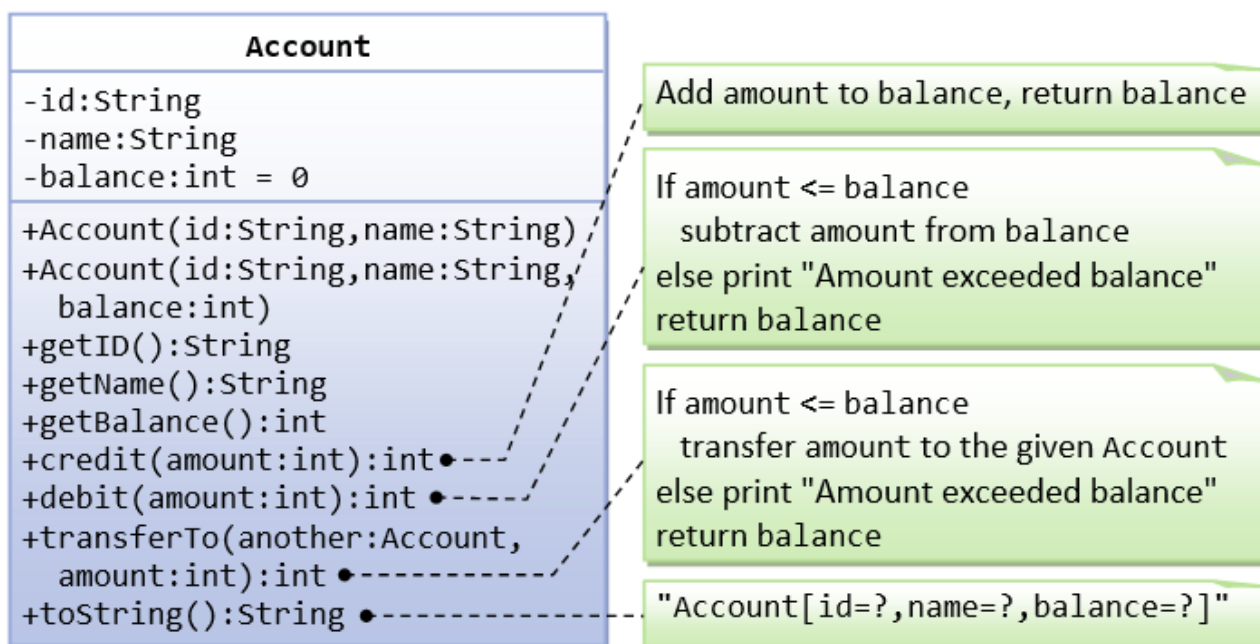 Account
-id:String
-name:String
-balance:int = 0
+Account(id:String,name:String)
+Account(id:String,name:String,
balance:int)
+getID():String
+getName():String
+getBalance():int
+credit(amount:int):int
+debit(amount:int):int
+transferTo(another:Account,
amount:int):int
+toString():String
Add amount to balance, return balance
If amount <= balance
subtract amount from balance
else print "Amount exceeded balance"
return balance
If amount <= balance
transfer amount to the given Account
else print "Amount exceeded balance"
return balance
"Account[id=?,name=?,balance=?]"